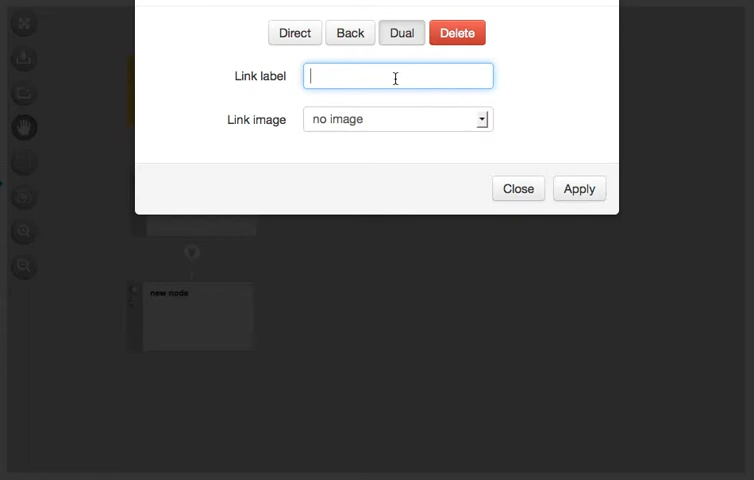 Direct Back Dual Delete
Link label
Link image no image
Close Apply
new node